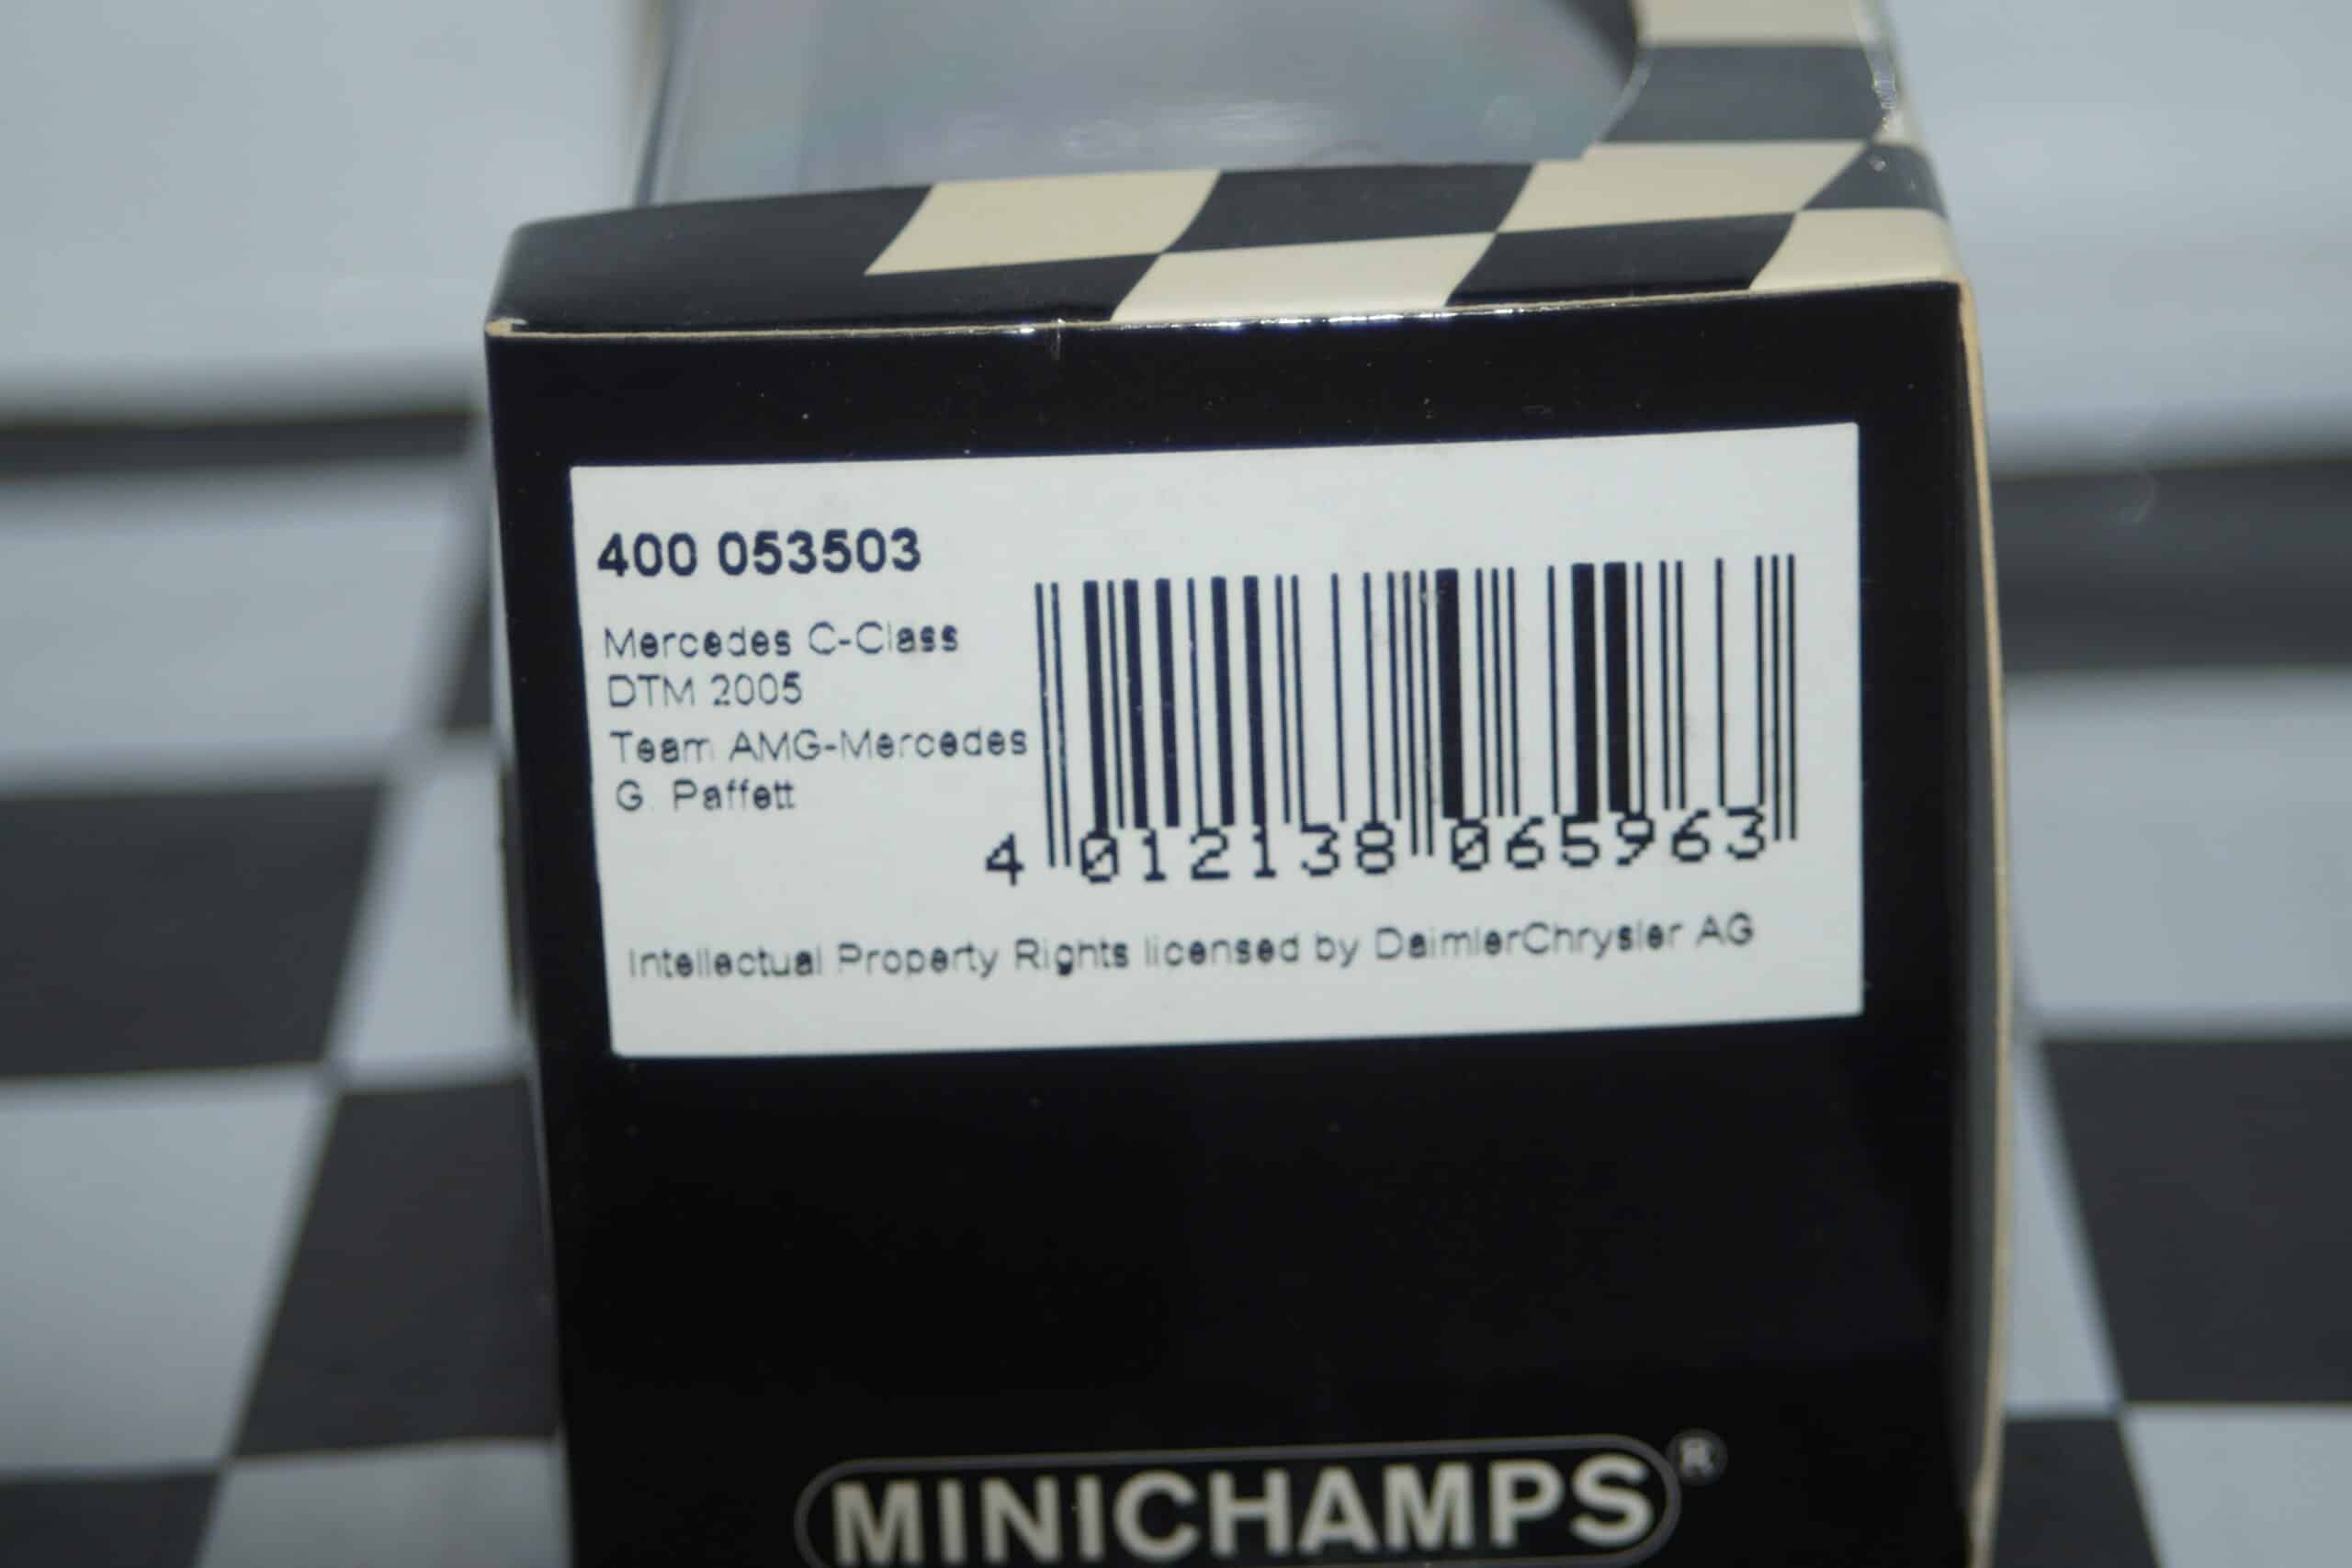 400 053503
Mercedes C-Class
DTM 2005
Team AMG-Mercedes
G. Paffett
4 012138 065963
Intellectual Property Rights licensed by DaimlerChrysler AG
MINICHAMPS®